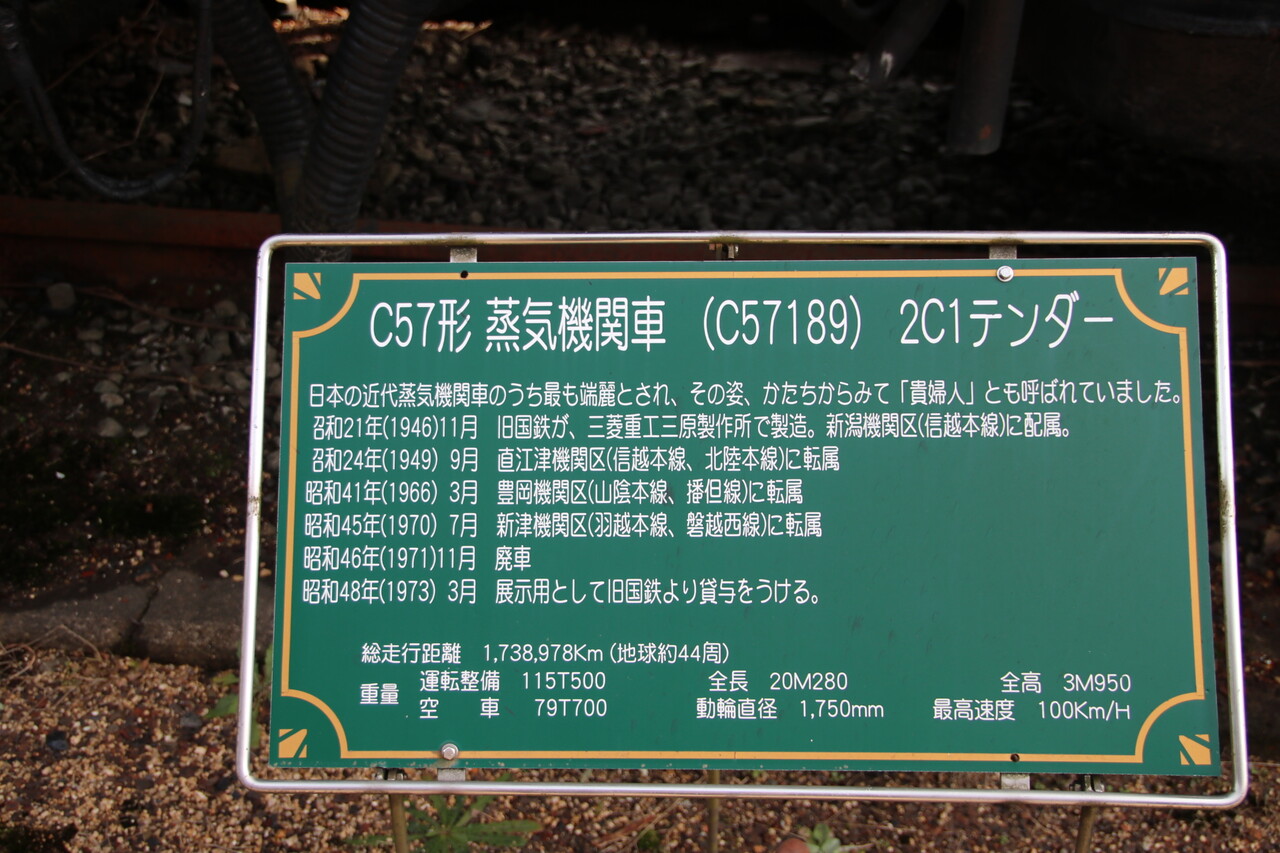 C57形 蒸気機関車 （C57189） 2C1テンダー
日本の近代蒸気機関車のうち最も端麗とされ、その姿、かたちからみて「貴婦人」とも呼ばれていました。
昭和21年(1946)11月 旧国鉄が、三菱重工三原製作所で製造。新潟機関区(信越本線)に配属。
昭和24年(1949) 9月 直江津機関区(信越本線、北陸本線)に転属
昭和41年(1966) 3月 豊岡機関区(山陰本線、播但線)に転属
昭和45年(1970) 7月 新津機関区(羽越本線、磐越西線)に転属
昭和46年(1971)11月 廃車
昭和48年(1973) 3月 展示用として旧国鉄より貸与をうける。
総走行距離 1,738,978Km (地球約44周)
重量 運転整備 115T500 全長 20M280 全高 3M950
空 車 79T700 動輪直径 1,750mm 最高速度 100Km/H